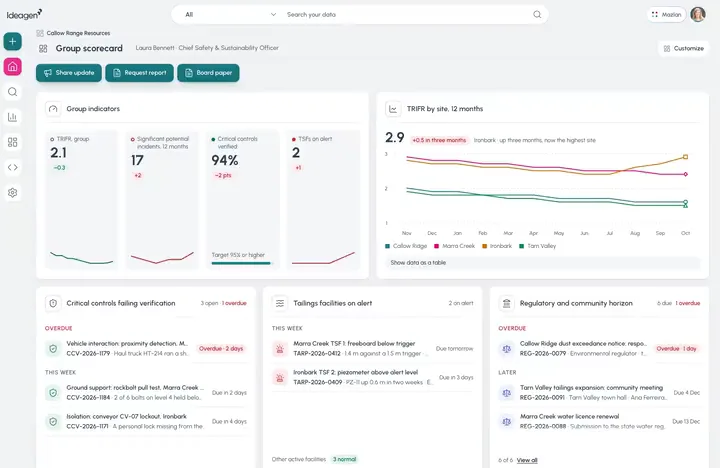 Ideagen
All
Search your data
Mazlan
Callow Range Resources
Group scorecard
Laura Bennett · Chief Safety & Sustainability Officer
Customize
Share update
Request report
Board paper
Group indicators
TRIFR, group
2.1
−0.3
Significant potential
incidents, 12 months
17
+2
Critical controls
verified
94%
−2 pts
Target 95% or higher
TSFs on alert
2
+1
TRIFR by site, 12 months
2.9
+0.5 in three months
Ironbark · up three months, now the highest site
3
2
1
Nov Dec Jan Feb Mar Apr May Jun Jul Aug Sep Oct
Callow Ridge
Marra Creek
Ironbark
Tarn Valley
Show data as a table
Critical controls failing verification
3 open · 1 overdue
OVERDUE
Vehicle interaction: proximity detection, M...
CCV-2026-1179 · Haul truck HT-214 ran a sh...
Overdue · 2 days
THIS WEEK
Ground support: rockbolt pull test, Marra Creek ...
CCV-2026-1184 · 2 of 6 bolts on level 4 held belo...
Due in 2 days
Isolation: conveyor CV-07 lockout, Ironbark
CCV-2026-1171 · A personal lock missing from the
Due in 4 days
Tailings facilities on alert
2 on alert
THIS WEEK
Marra Creek TSF 1: freeboard below trigger
TARP-2026-0412 · 1.4 m against a 1.5 m trigger ·
Due tomorrow
Ironbark TSF 2: piezometer above alert level
TARP-2026-0409 · PZ-11 up 0.6 m in two weeks · E...
Due in 3 days
Other active facilities
3 normal
Regulatory and community horizon
6 due · 1 overdue
OVERDUE
Callow Ridge dust exceedance notice: respo...
REG-2026-0079 · Environmental regulator · t...
Overdue · 1 day
LATER
Tarn Valley tailings expansion: community meeting
REG-2026-0091 · Tarn Valley town hall · Ana Ferreira...
Due 4 Dec
Marra Creek water licence renewal
REG-2026-0088 · Submission to the state water reg...
Due 13 Dec
6 of 6
View all